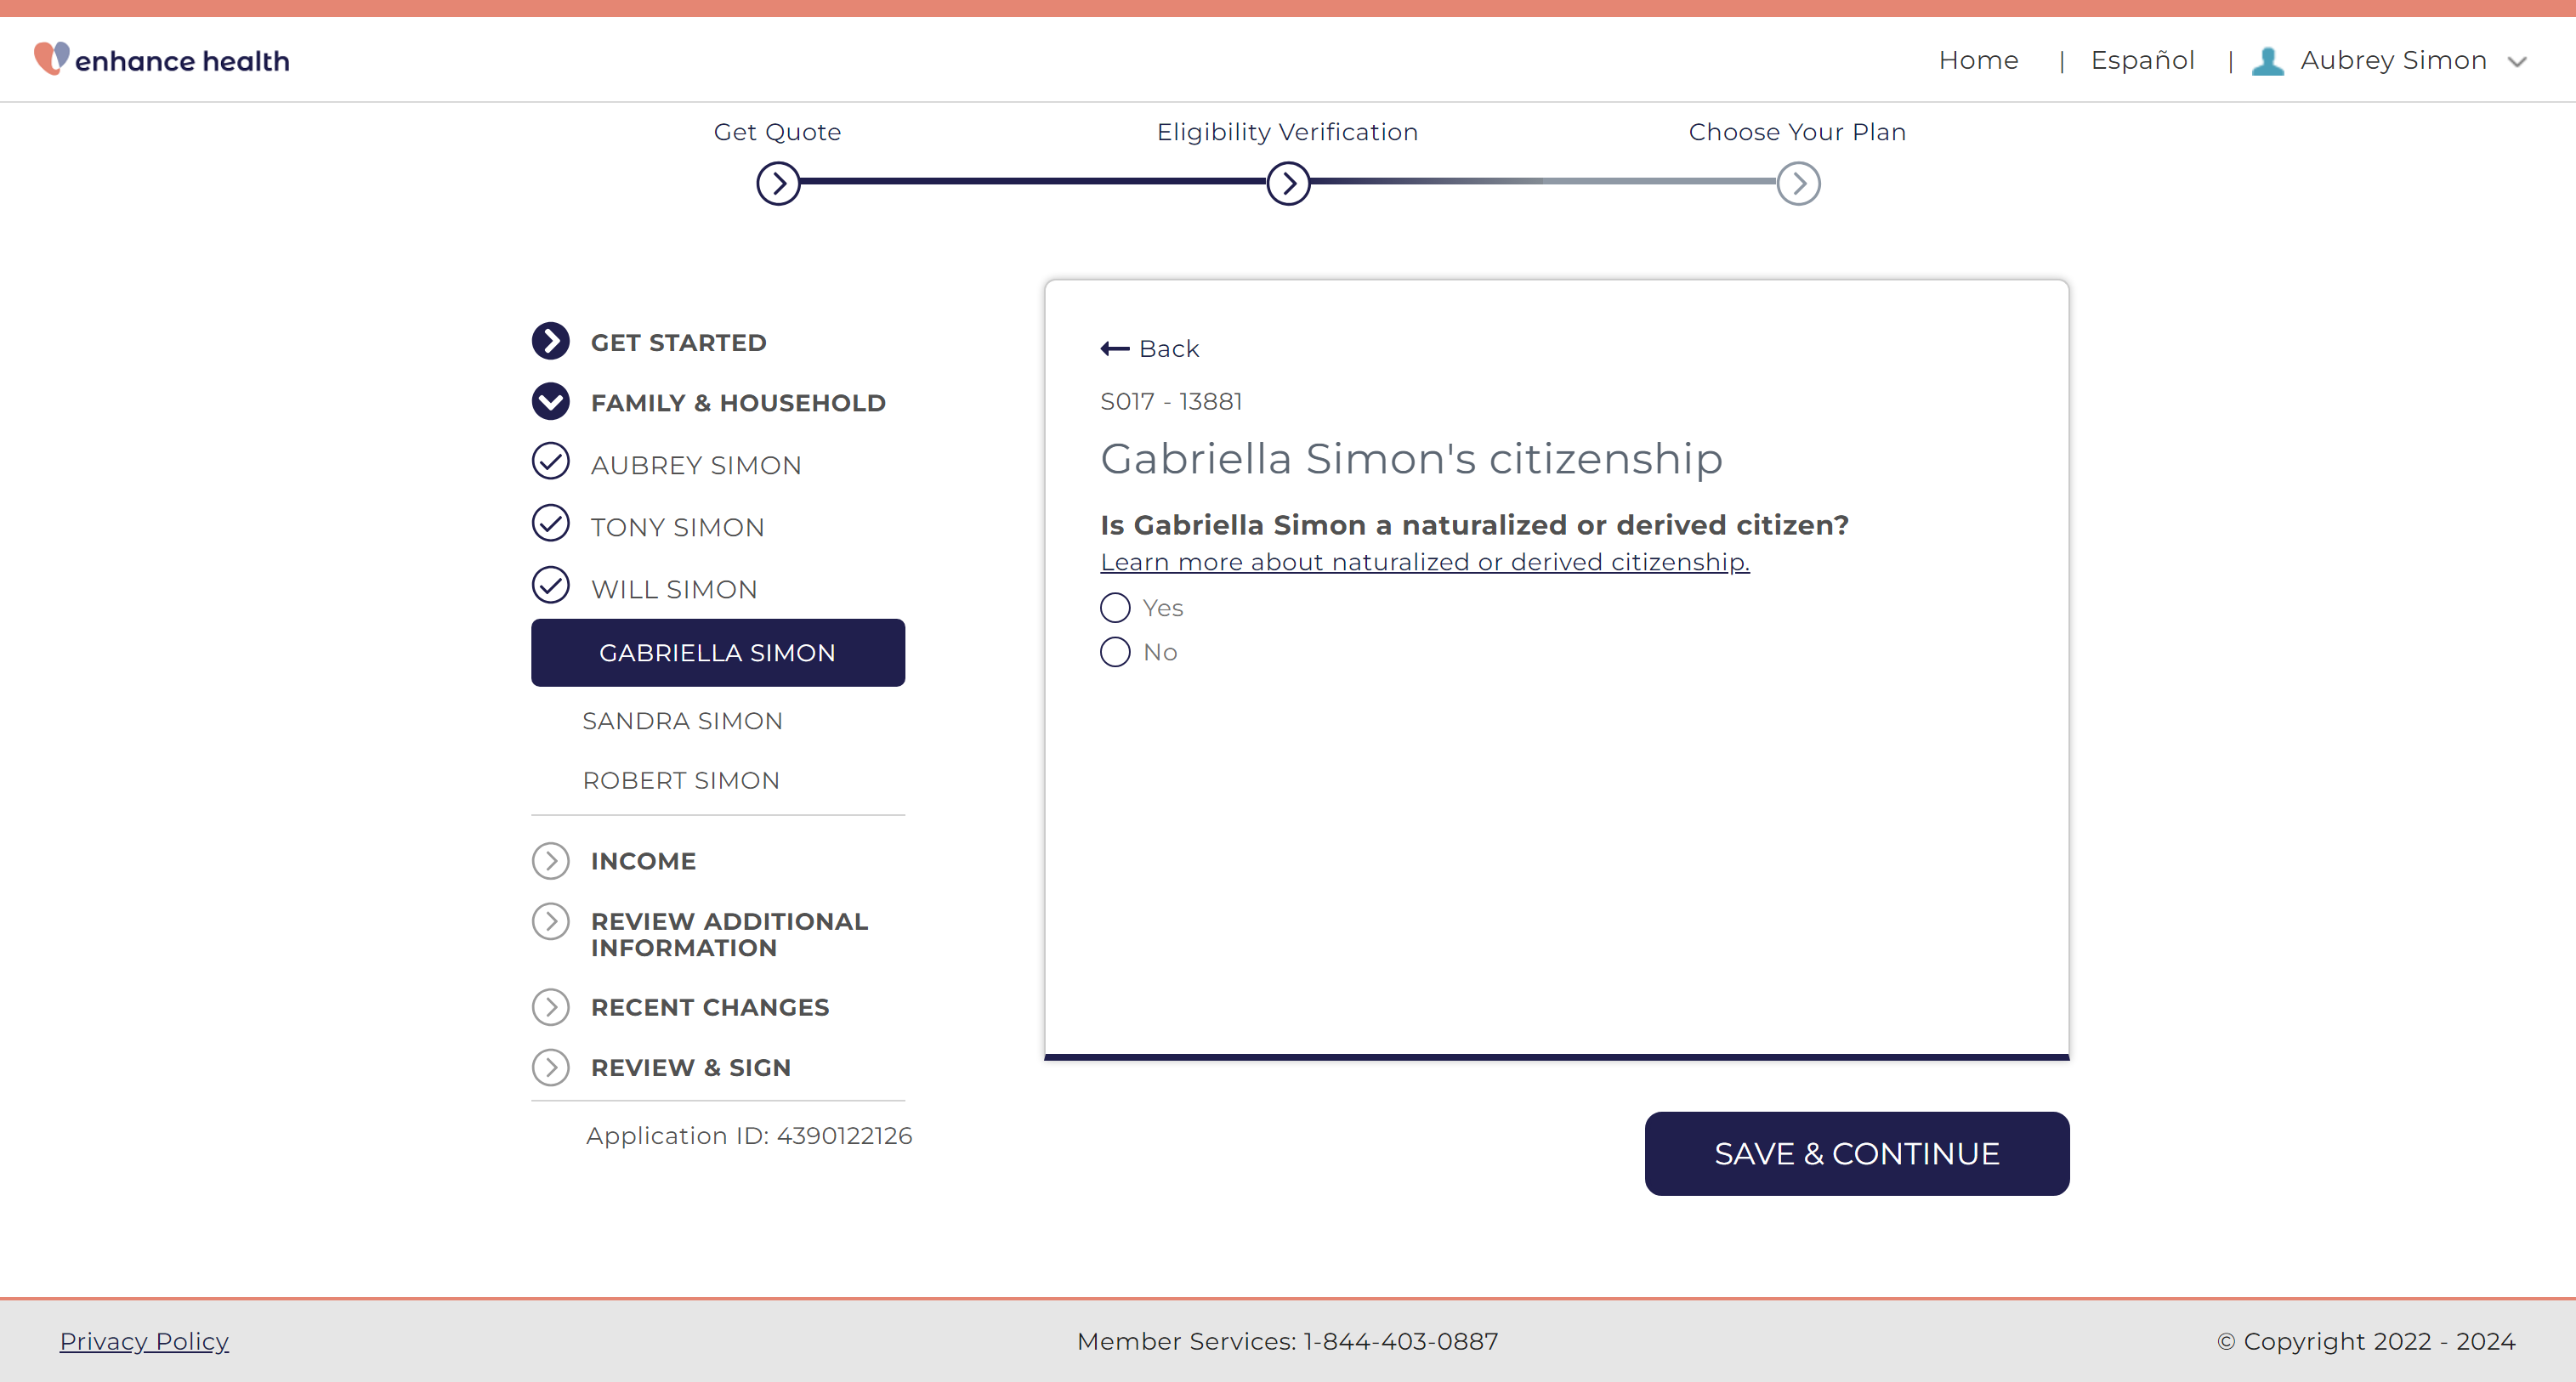 enhance health
Home | Español | Aubrey Simon
Get Quote
Eligibility Verification
Choose Your Plan
GET STARTED
FAMILY & HOUSEHOLD
AUBREY SIMON
TONY SIMON
WILL SIMON
GABRIELLA SIMON
SANDRA SIMON
ROBERT SIMON
INCOME
REVIEW ADDITIONAL
INFORMATION
RECENT CHANGES
REVIEW & SIGN
Application ID: 4390122126
Back
S017 - 13881
Gabriella Simon's citizenship
Is Gabriella Simon a naturalized or derived citizen?
Learn more about naturalized or derived citizenship.
Yes
No
SAVE & CONTINUE
Privacy Policy
Member Services: 1-844-403-0887
© Copyright 2022 - 2024